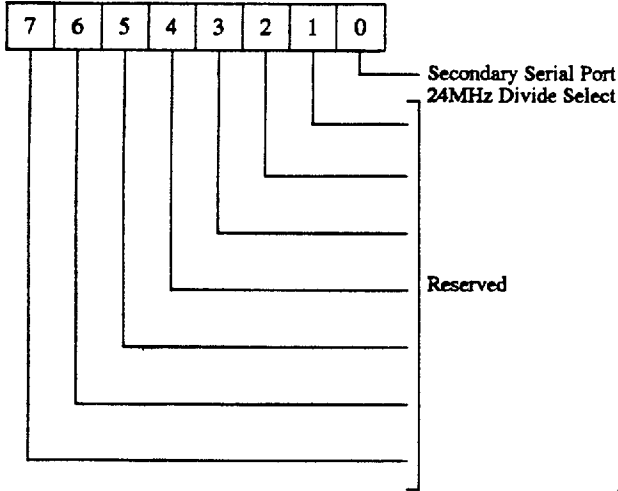 7 6 5 4 3 2 1 0
Secondary Serial Port
24MHz Divide Select
Reserved